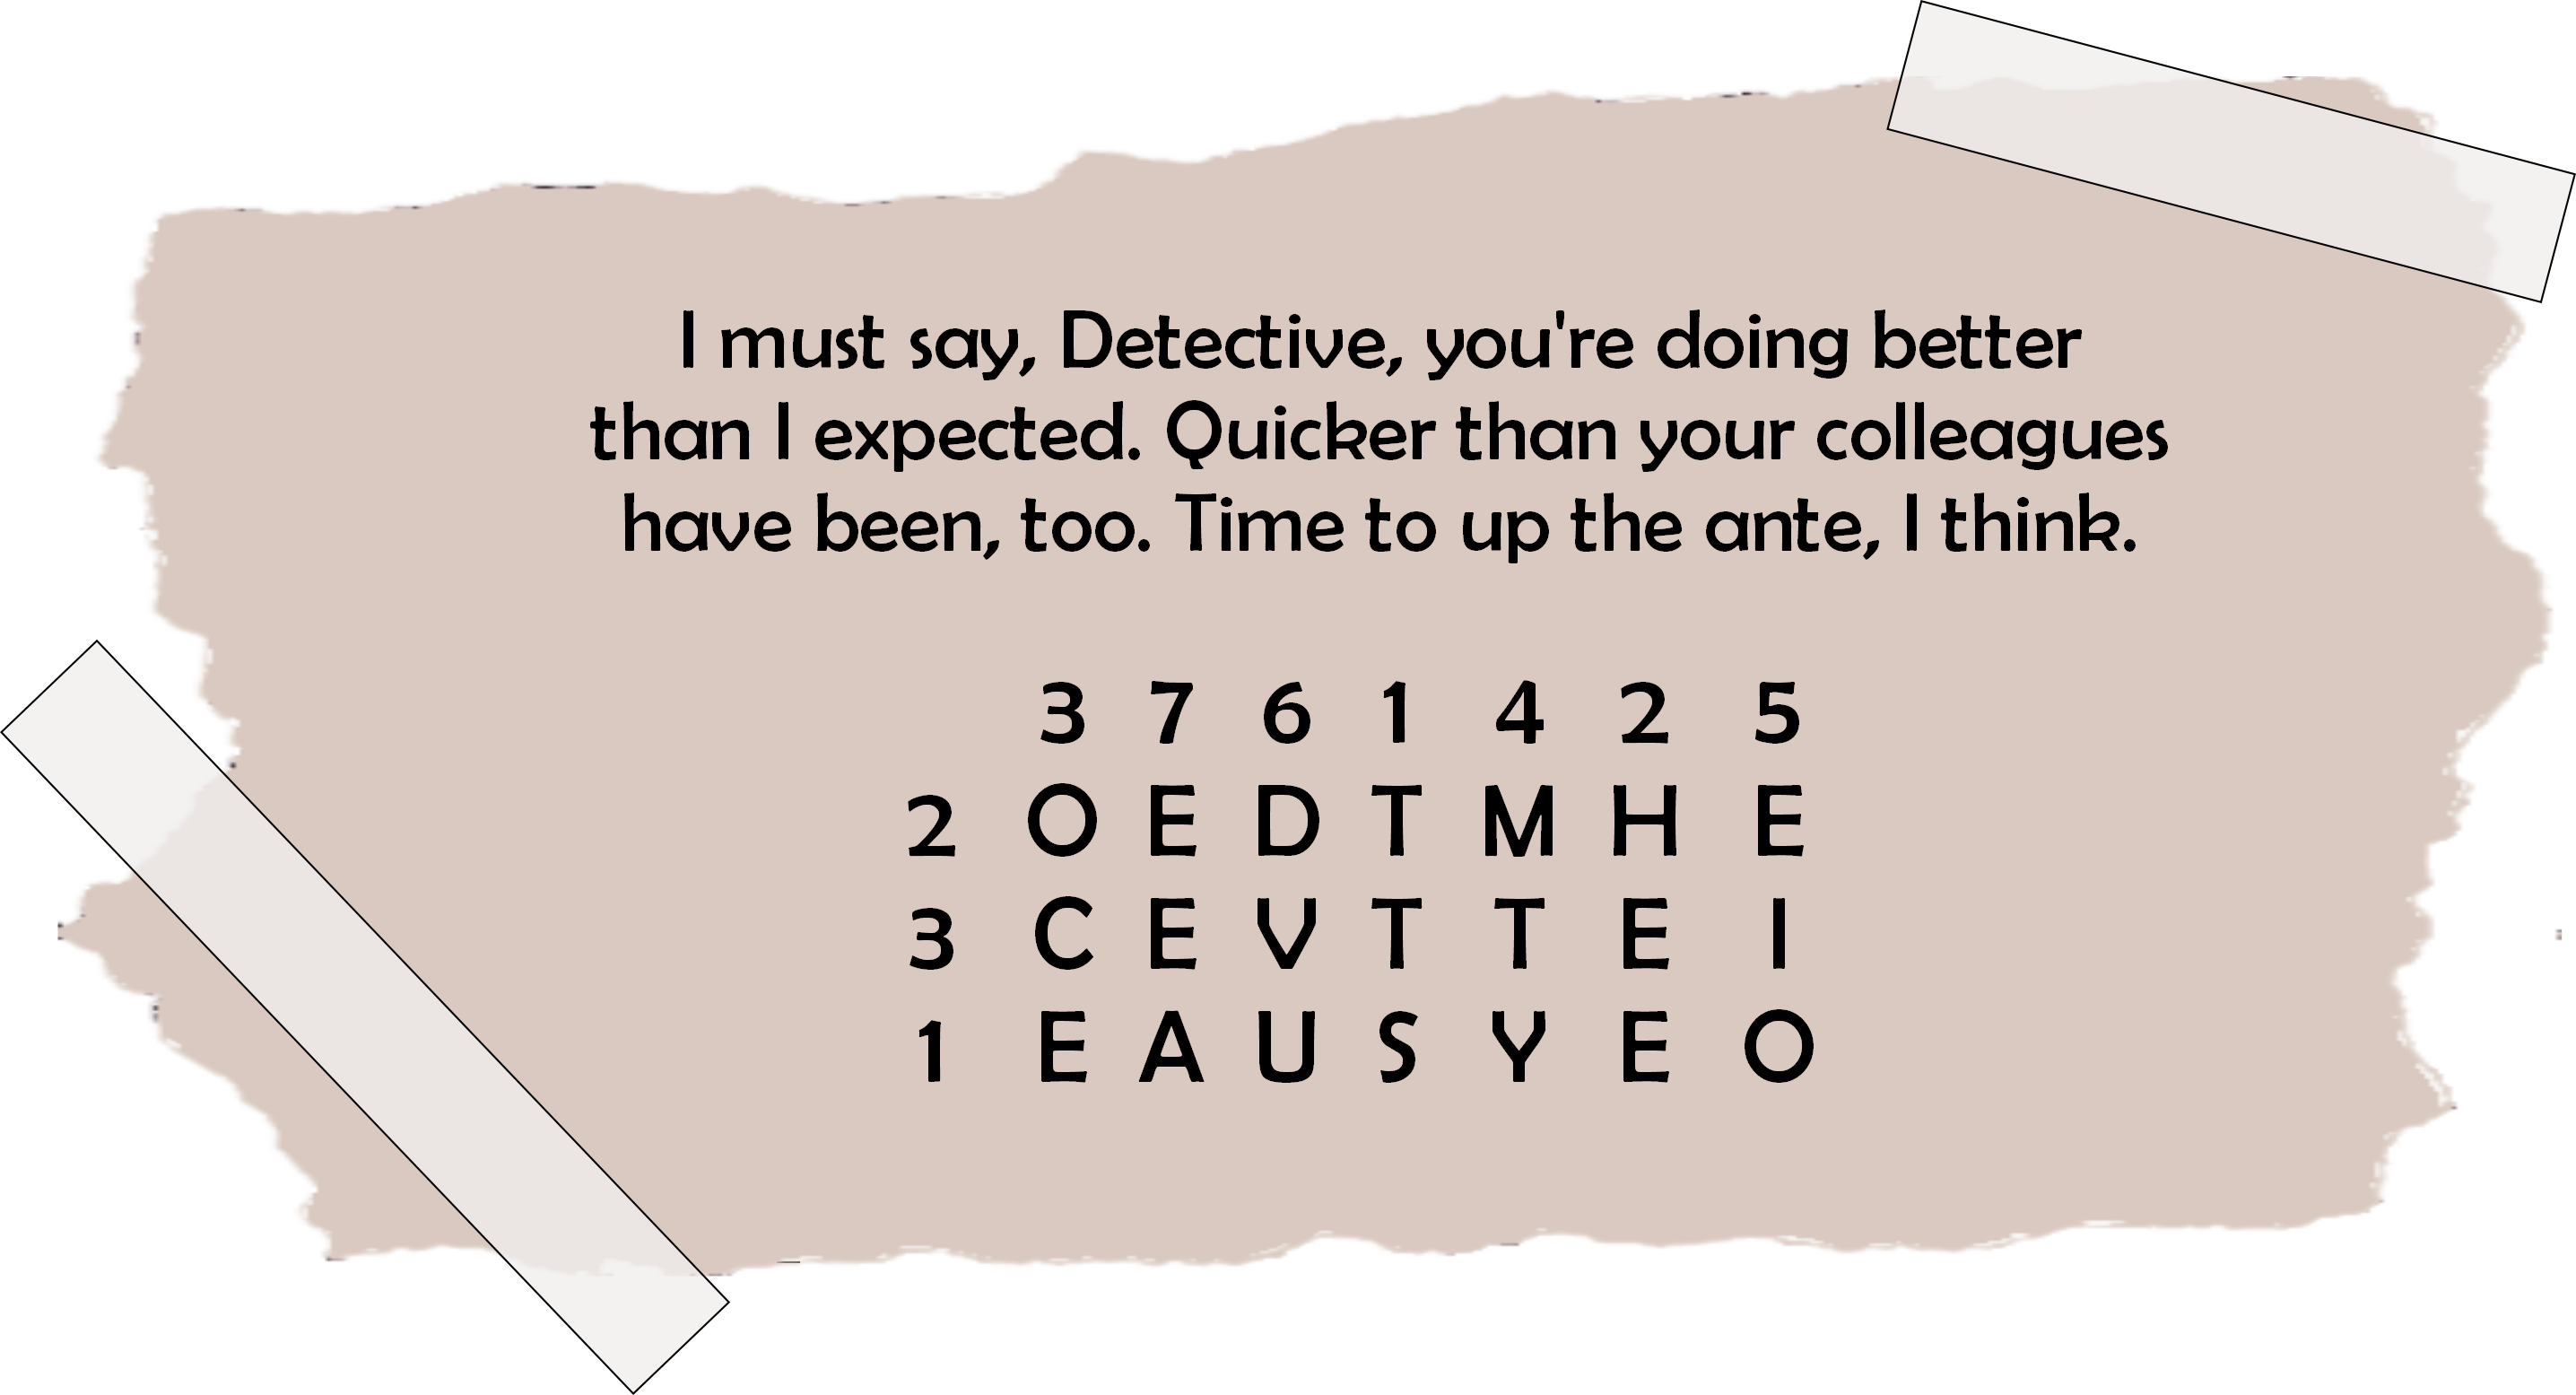 I must say, Detective, you're doing better
than I expected. Quicker than your colleagues
have been, too. Time to up the ante, I think.
3 7 6 1 4 2 5
2 O E D T M H E
3 C E V T T E I
1 E A U S Y E O